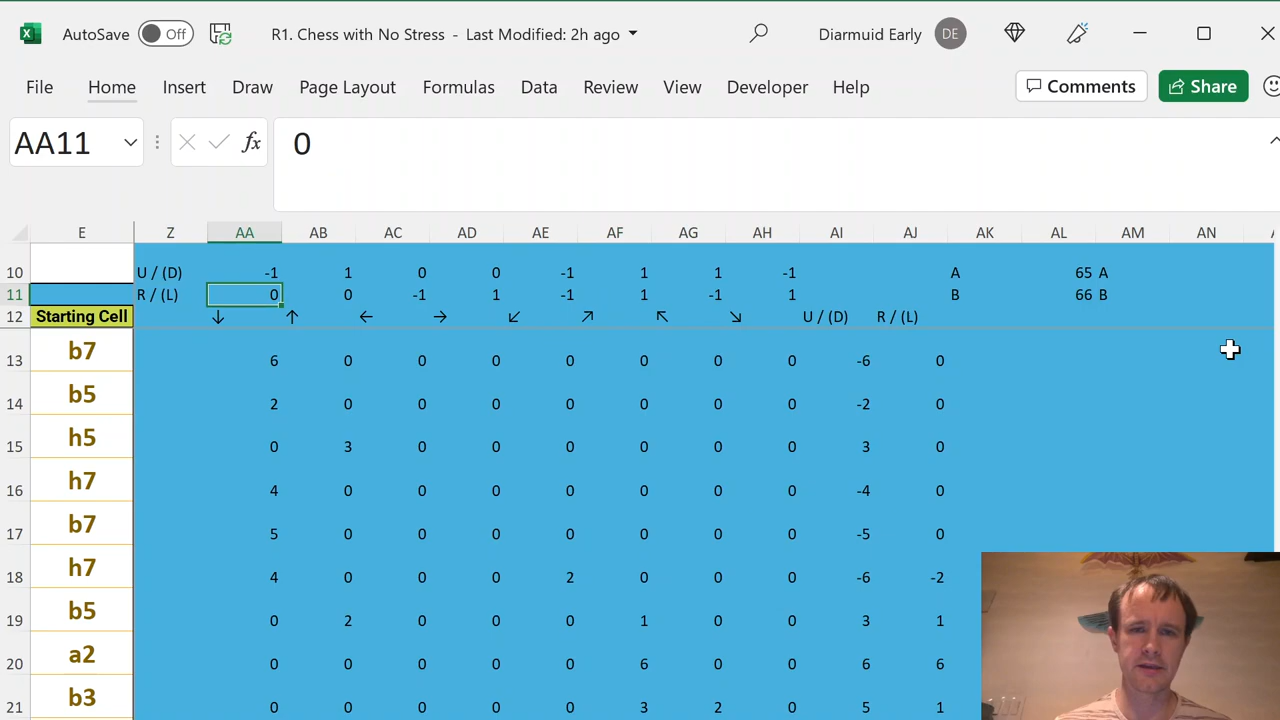 AutoSave Off R1. Chess with No Stress - Last Modified: 2h ago Diarmuid Early DE
File Home Insert Draw Page Layout Formulas Data Review View Developer Help Comments Share
AA11 fx 0
E Z AA AB AC AD AE AF AG AH AI AJ AK AL AM AN
10 U / (D) -1 1 0 0 -1 1 1 -1 A 65 A
11 R / (L) 0 0 -1 1 -1 1 -1 1 B 66 B
12 Starting Cell ↓ ↑ ← → ↙ ↗ ↖ ↘ U / (D) R / (L)
13 b7 6 0 0 0 0 0 0 0 -6 0
14 b5 2 0 0 0 0 0 0 0 -2 0
15 h5 0 3 0 0 0 0 0 0 3 0
16 h7 4 0 0 0 0 0 0 0 -4 0
17 b7 5 0 0 0 0 0 0 0 -5 0
18 h7 4 0 0 0 2 0 0 0 -6 -2
19 b5 0 2 0 0 0 1 0 0 3 1
20 a2 0 0 0 0 0 6 0 0 6 6
21 b3 0 0 0 0 0 3 2 0 5 1